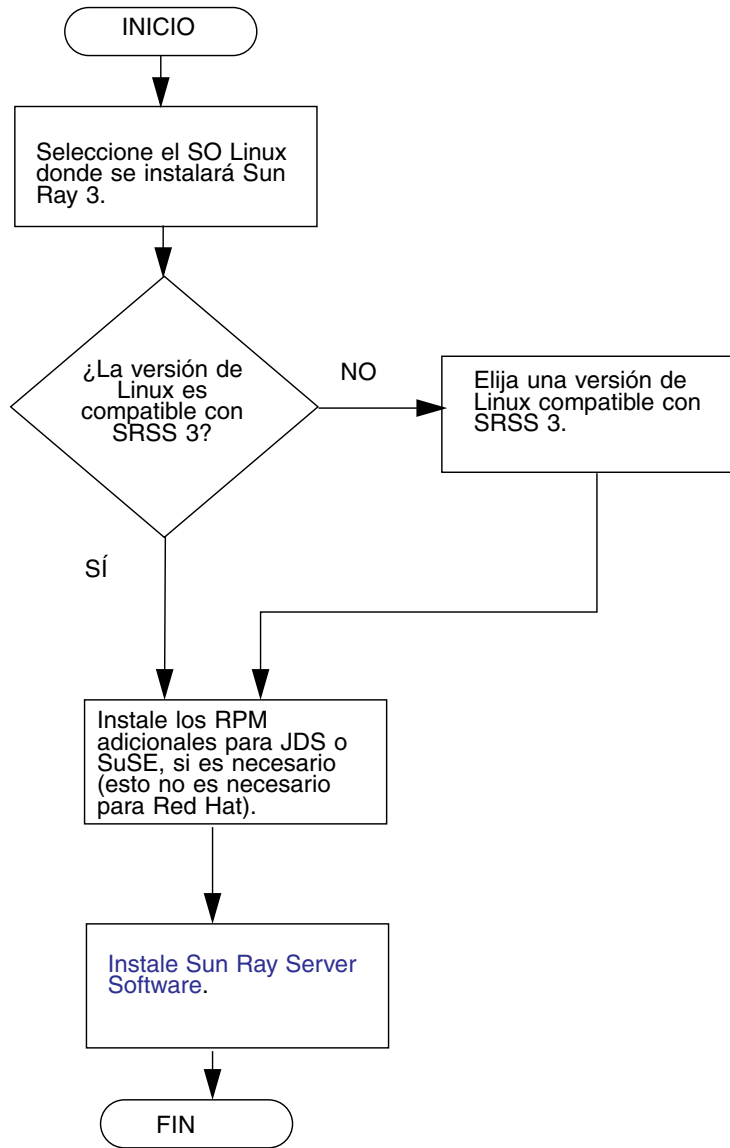 INICIO
Seleccione el SO Linux
donde se instalará Sun
Ray 3.
¿La versión de
Linux es
compatible con
SRSS 3?
NO
Elija una versión de
Linux compatible con
SRSS 3.
SÍ
Instale los RPM
adicionales para JDS o
SuSE, si es necesario
(esto no es necesario
para Red Hat).
Instale Sun Ray Server
Software.
FIN